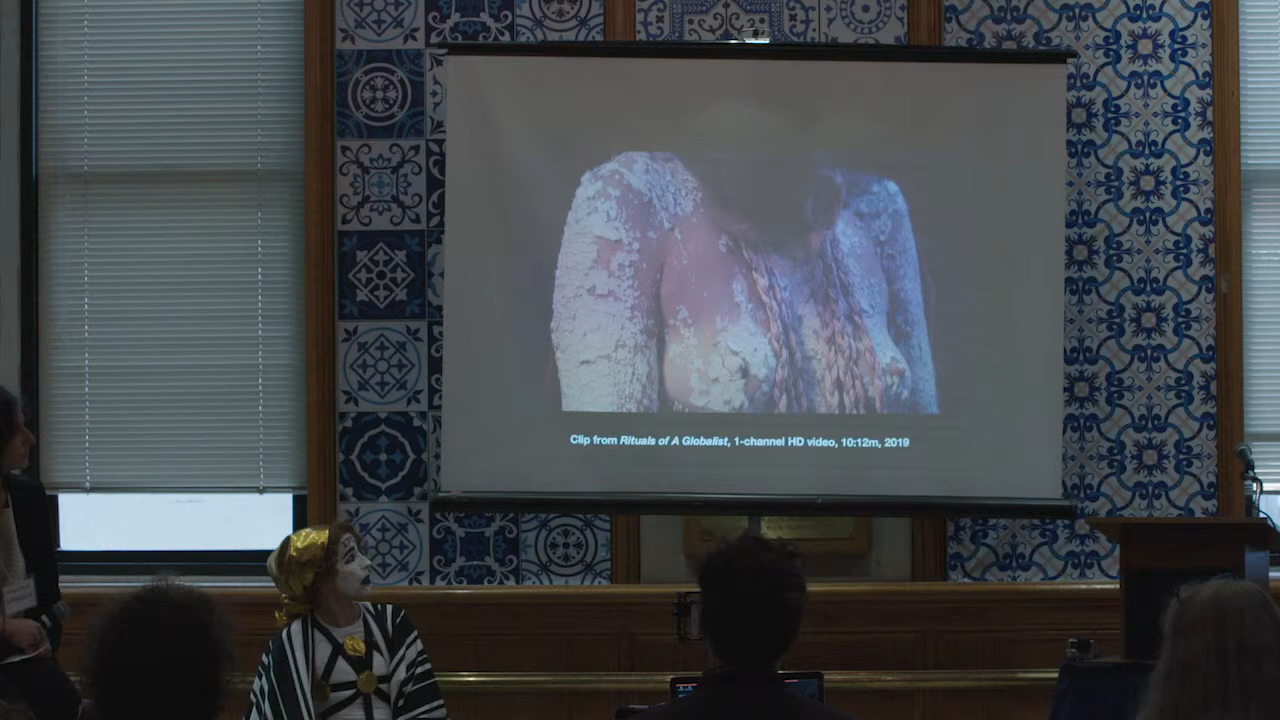 Clip from Rituals of A Globalist, 1-channel HD video, 10:12m, 2019